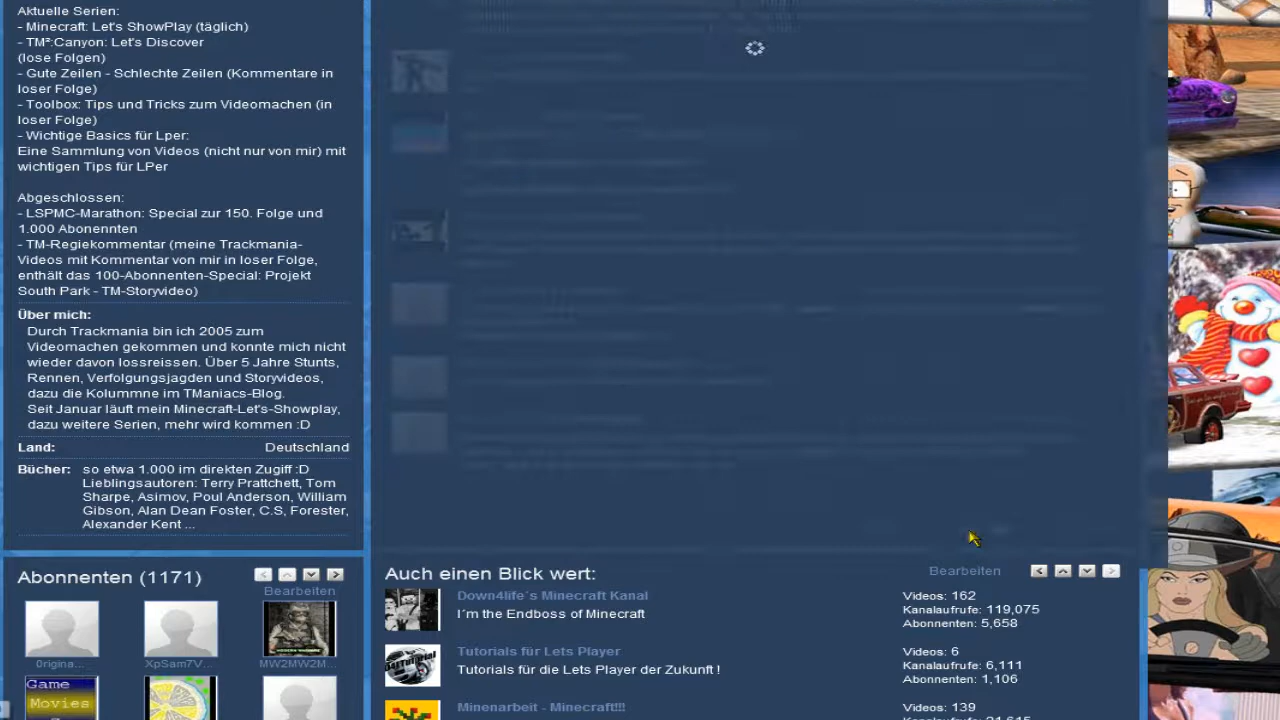 Aktuelle Serien:
- Minecraft: Let's ShowPlay (täglich)
- TM²:Canyon: Let's Discover
(lose Folgen)
- Gute Zeilen - Schlechte Zeilen (Kommentare in
loser Folge)
- Toolbox: Tips und Tricks zum Videomachen (in
loser Folge)
- Wichtige Basics für Lper:
Eine Sammlung von Videos (nicht nur von mir) mit
wichtigen Tips für LPer
Abgeschlossen:
- LSPMC-Marathon: Special zur 150. Folge und
1.000 Abonennten
- TM-Regiekommentar (meine Trackmania-
Videos mit Kommentar von mir in loser Folge,
enthält das 100-Abonnenten-Special: Projekt
South Park - TM-Storyvideo)
Über mich:
Durch Trackmania bin ich 2005 zum
Videomachen gekommen und konnte mich nicht
wieder davon lossreissen. Über 5 Jahre Stunts,
Rennen, Verfolgungsjagden und Storyvideos,
dazu die Kolummne im TManiacs-Blog.
Seit Januar läuft mein Minecraft-Let's-Showplay,
dazu weitere Serien, mehr wird kommen :D
Land: Deutschland
Bücher: so etwa 1.000 im direkten Zugiff :D
Lieblingsautoren: Terry Prattchett, Tom
Sharpe, Asimov, Poul Anderson, William
Gibson, Alan Dean Foster, C.S, Forester,
Alexander Kent ...
Abonnenten (1171)
Bearbeiten
0rigina...
XpSam7V...
MW2MW2M...
Game
Movies
Auch einen Blick wert:
Bearbeiten
Down4life´s Minecraft Kanal
I´m the Endboss of Minecraft
Videos: 162
Kanalaufrufe: 119,075
Abonnenten: 5,658
Tutorials für Lets Player
Tutorials für die Lets Player der Zukunft !
Videos: 6
Kanalaufrufe: 6,111
Abonnenten: 1,106
Minenarbeit - Minecraft!!!
Videos: 139